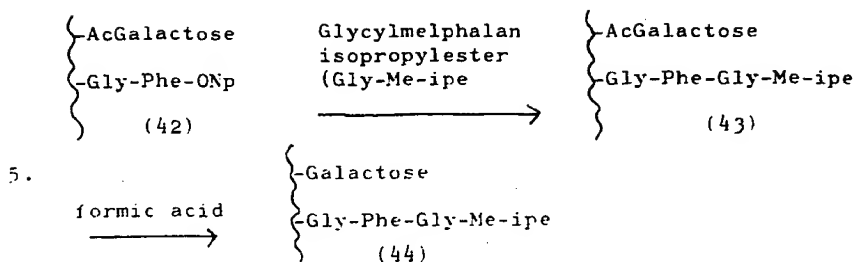 AcGalactose Glycylmelphalan AcGalactose
isopropylester
Gly-Phe-ONp (Gly-Me-ipe Gly-Phe-Gly-Me-ipe
(42) (43)
5.
Galactose
formic acid
Gly-Phe-Gly-Me-ipe
(44)